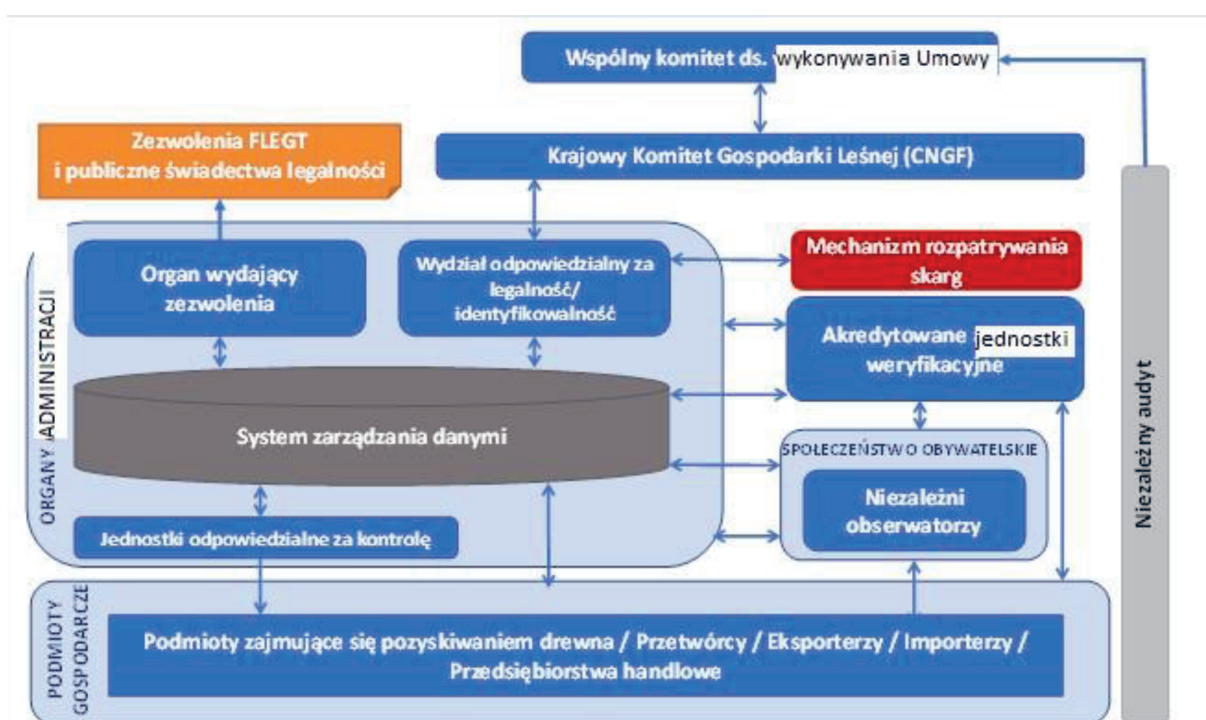 Wspólny komitet ds. wykonywania Umowy
Zezwolenia FLEGT
i publiczne świadectwa legalności
Krajowy Komitet Gospodarki Leśnej (CNGF)
Organ wydający
zezwolenia
Wydział odpowiedzialny za
legalność/
identyfikowalność
Mechanizm rozpatrywania
skarg
Akredytowane jednostki
weryfikacyjne
ORGANY ADMINISTRACJI
System zarządzania danymi
SPOŁECZEŃSTWO OBYWATELSKIE
Niezależni
obserwatorzy
Jednostki odpowiedzialne za kontrolę
Niezależny audyt
PODMIOTY
GOSPODARCZE
Podmioty zajmujące się pozyskiwaniem drewna / Przetwórcy / Eksporterzy / Importerzy /
Przedsiębiorstwa handlowe